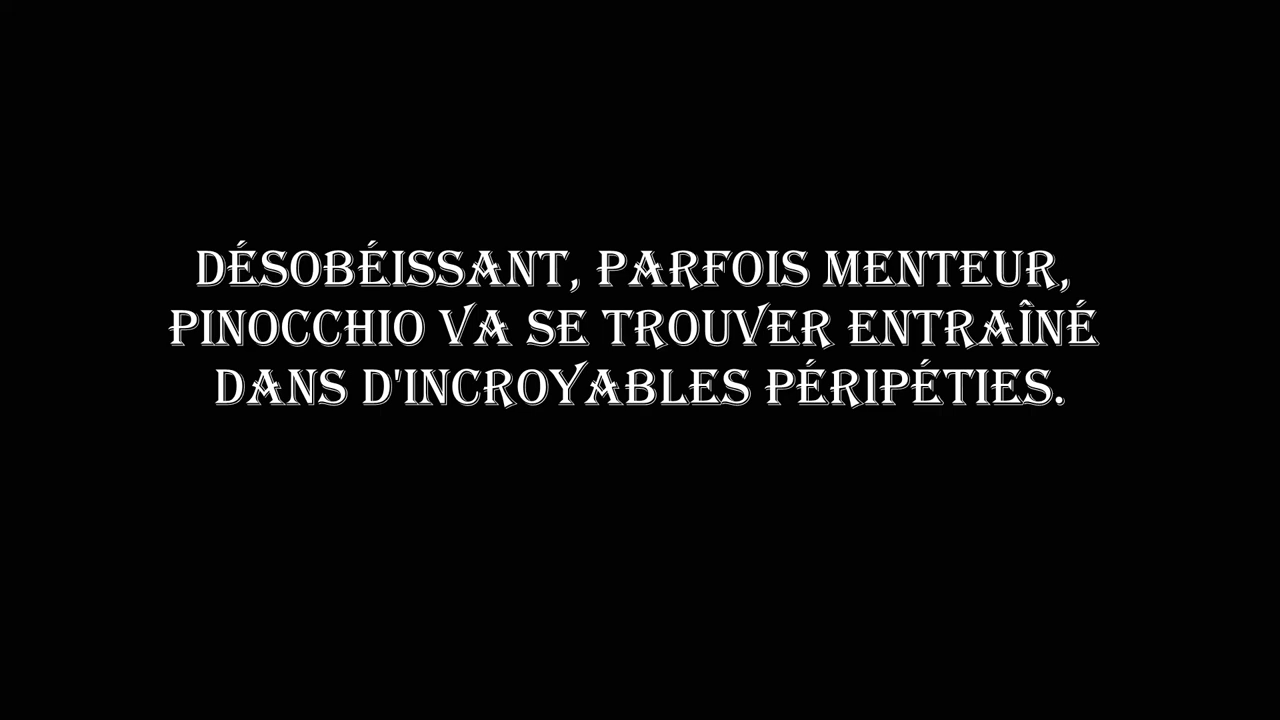 DÉSOBÉISSANT, PARFOIS MENTEUR,
PINOCCHIO VA SE TROUVER ENTRAÎNÉ
DANS D'INCROYABLES PÉRIPÉTIES.